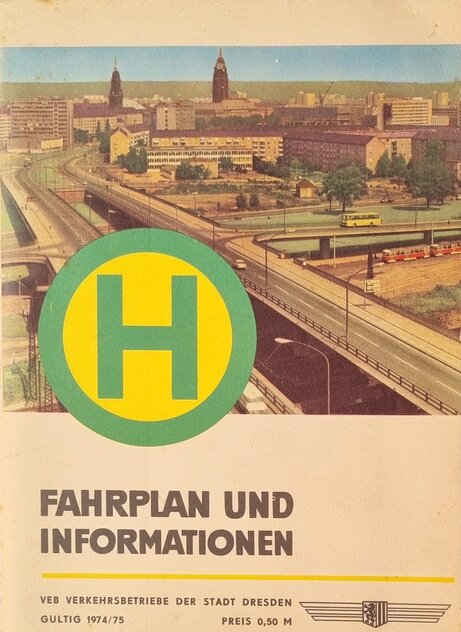 H
FAHRPLAN UND
INFORMATIONEN
VEB VERKEHRSBETRIEBE DER STADT DRESDEN
GULTIG 1974/75 PREIS 0,50 M